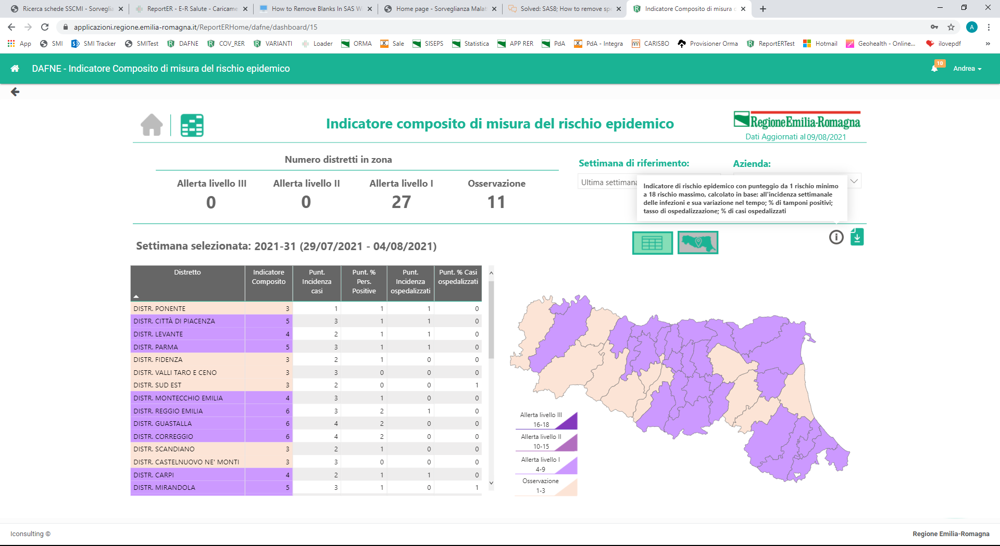 Ricerca schede SSCMI - Sorveglia
ReportER - E-R Salute - Caricame
How to Remove Blanks In SAS Wi
Home page - Sorveglianza Malat
Solved: SAS8; How to remove spe
Indicatore Composito di misura d
applicazioni.regione.emilia-romagna.it/ReportERHome/dafne/dashboard/15
A
App
SMI
SMI Tracker
SMITest
DAFNE
COV_RER
VARIANTI
Loader
ORMA
Sale
SISEPS
Statistica
APP RER
PdA
PdA - Integra
CARISBO
Provisioner Orma
ReportERTest
Hotmail
Geohealth - Online...
ilovepdf
»
DAFNE - Indicatore Composito di misura del rischio epidemico
10
Andrea
Indicatore composito di misura del rischio epidemico
RegioneEmilia-Romagna
Dati Aggiornati al 09/08/2021
Numero distretti in zona
Allerta livello III
Allerta livello II
Allerta livello I
Osservazione
0
0
27
11
Settimana di riferimento:
Azienda:
Ultima settimana
Indicatore di rischio epidemico con punteggio da 1 rischio minimo
a 18 rischio massimo, calcolato in base: all'incidenza settimanale
delle infezioni e sua variazione nel tempo; % di tamponi positivi;
tasso di ospedalizzazione; % di casi ospedalizzati
Settimana selezionata: 2021-31 (29/07/2021 - 04/08/2021)
Distretto Indicatore Composito Punt. Incidenza casi Punt. % Pers. Positive Punt. Incidenza ospedalizzati Punt. % Casi ospedalizzati
DISTR. PONENTE 3 1 1 1 0
DISTR. CITTÀ DI PIACENZA 5 3 1 1 0
DISTR. LEVANTE 4 2 1 1 0
DISTR. PARMA 5 3 1 1 0
DISTR. FIDENZA 3 2 1 0 0
DISTR. VALLI TARO E CENO 3 3 0 0 0
DISTR. SUD EST 3 2 0 0 1
DISTR. MONTECCHIO EMILIA 4 3 1 0 0
DISTR. REGGIO EMILIA 6 3 2 1 0
DISTR. GUASTALLA 6 4 2 0 0
DISTR. CORREGGIO 6 4 2 0 0
DISTR. SCANDIANO 3 2 1 0 0
DISTR. CASTELNUOVO NE' MONTI 3 3 0 0 0
DISTR. CARPI 4 2 1 1 0
DISTR. MIRANDOLA 5 3 1 0 1
Allerta livello III
16-18
Allerta livello II
10-15
Allerta livello I
4-9
Osservazione
1-3
Iconsulting ©
Regione Emilia-Romagna